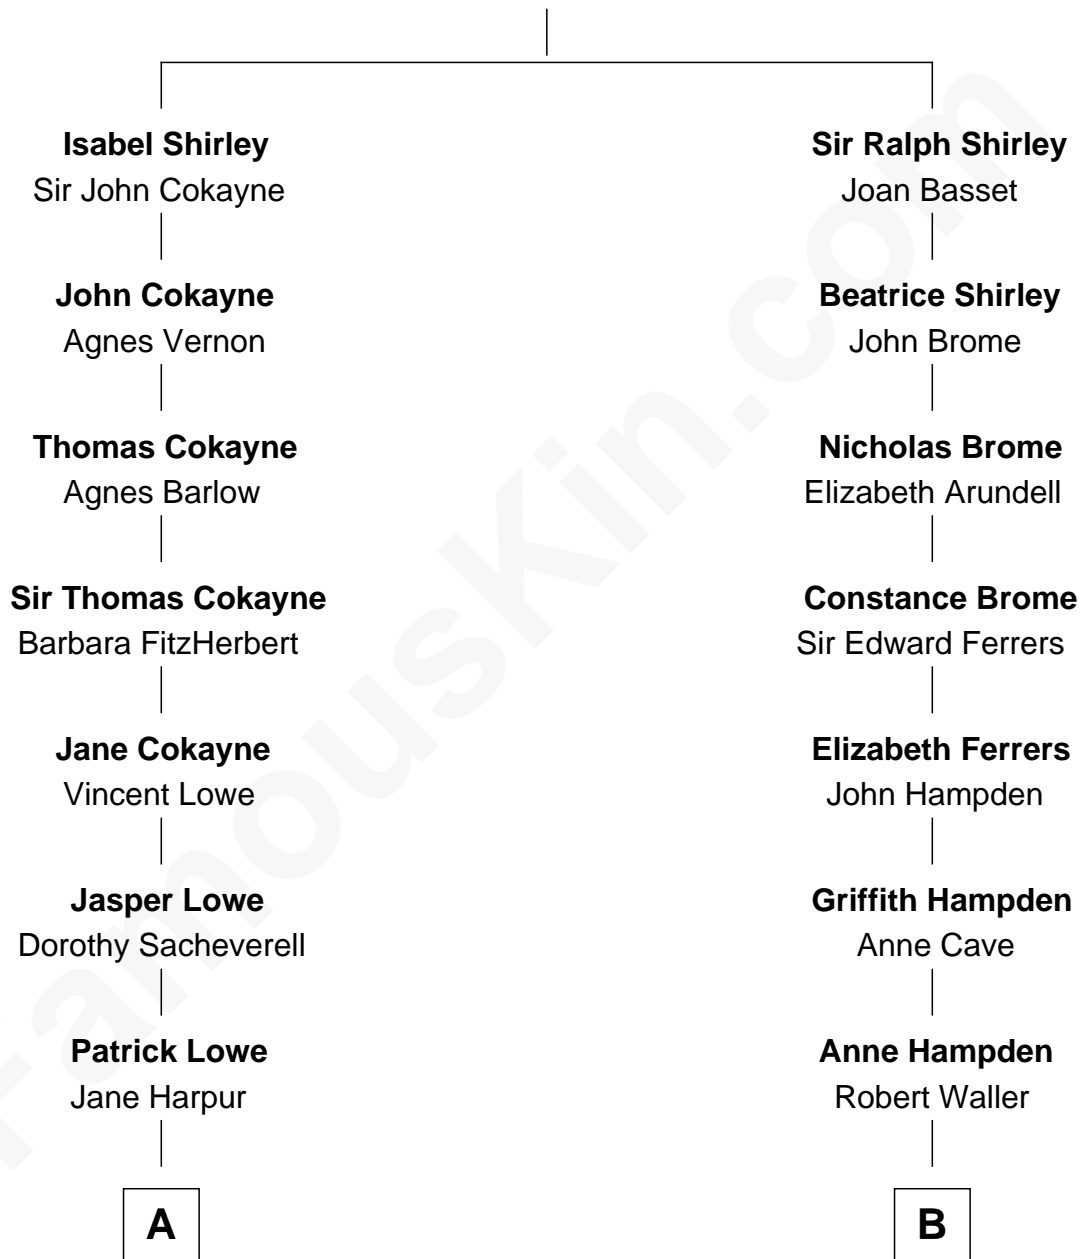 Isabel Shirley
Sir John Cokayne
John Cokayne
Agnes Vernon
Thomas Cokayne
Agnes Barlow
Sir Thomas Cokayne
Barbara FitzHerbert
Jane Cokayne
Vincent Lowe
Jasper Lowe
Dorothy Sacheverell
Patrick Lowe
Jane Harpur
A
Sir Ralph Shirley
Joan Basset
Beatrice Shirley
John Brome
Nicholas Brome
Elizabeth Arundell
Constance Brome
Sir Edward Ferrers
Elizabeth Ferrers
John Hampden
Griffith Hampden
Anne Cave
Anne Hampden
Robert Waller
B
FamousKin.com